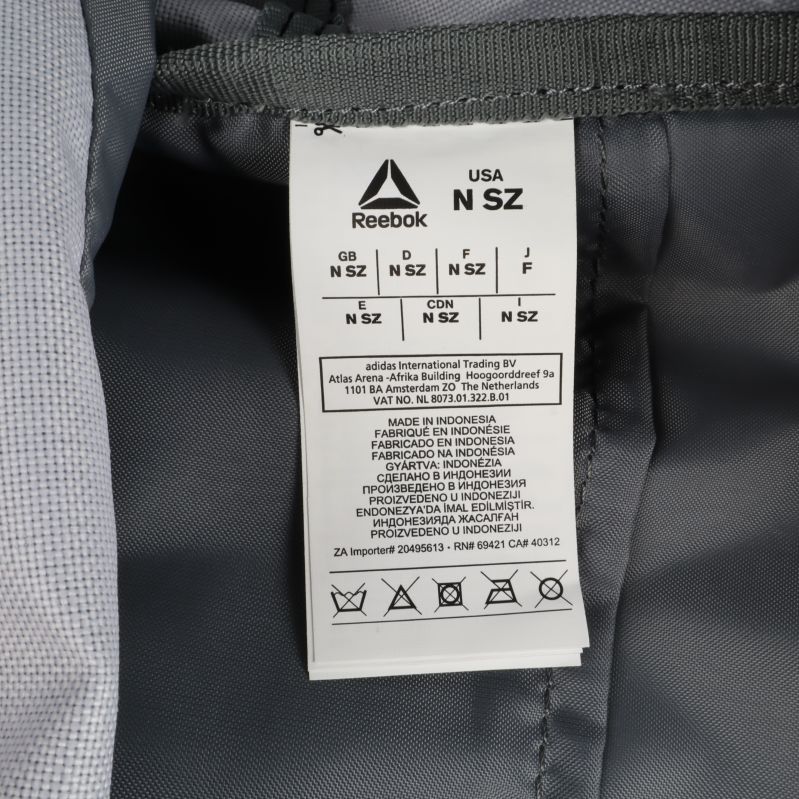 USA
Reebok N SZ
GB D F J
N SZ N SZ N SZ F
E CDN I
N SZ N SZ N SZ
adidas International Trading BV
Atlas Arena -Afrika Building Hoogoorddreef 9a
1101 BA Amsterdam ZO The Netherlands
VAT NO. NL 8073.01.322.B.01
MADE IN INDONESIA
FABRIQUÉ EN INDONÉSIE
FABRICADO EN INDONESIA
FABRICADO NA INDONÉSIA
GYÁRTVA: INDONÉZIA
СДЕЛАНО В ИНДОНЕЗИИ
ПРОИЗВЕДЕНО В ИНДОНЕЗИЯ
PROIZVEDENO U INDONEZIJI
ENDONEZYA'DA İMAL EDİLMİŞTİR.
ИНДОНЕЗИЯДА ЖАСАЛҒАН
PROIZVEDENO U INDONEZIJI
ZA Importer# 20495613 - RN# 69421 CA# 40312